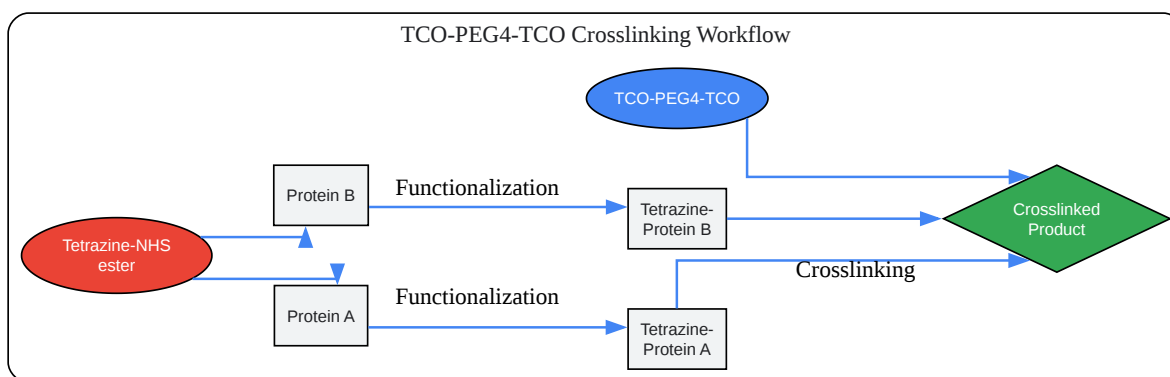 TCO-PEG4-TCO Crosslinking Workflow
TCO-PEG4-TCO
Protein B
Functionalization
Tetrazine-
Protein B
Crosslinked
Product
Tetrazine-NHS
ester
Crosslinking
Protein A
Functionalization
Tetrazine-
Protein A